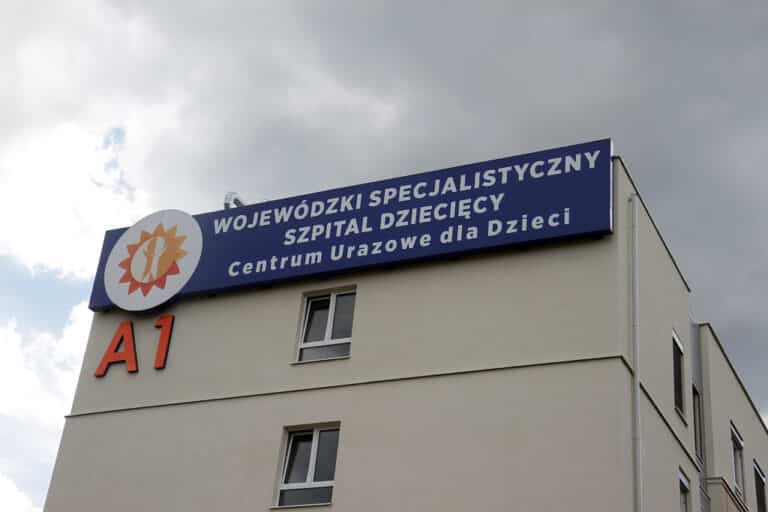 WOJEWÓDZKI SPECJALISTYCZNY
SZPITAL DZIECIĘCY
Centrum Urazowe dla Dzieci
A1